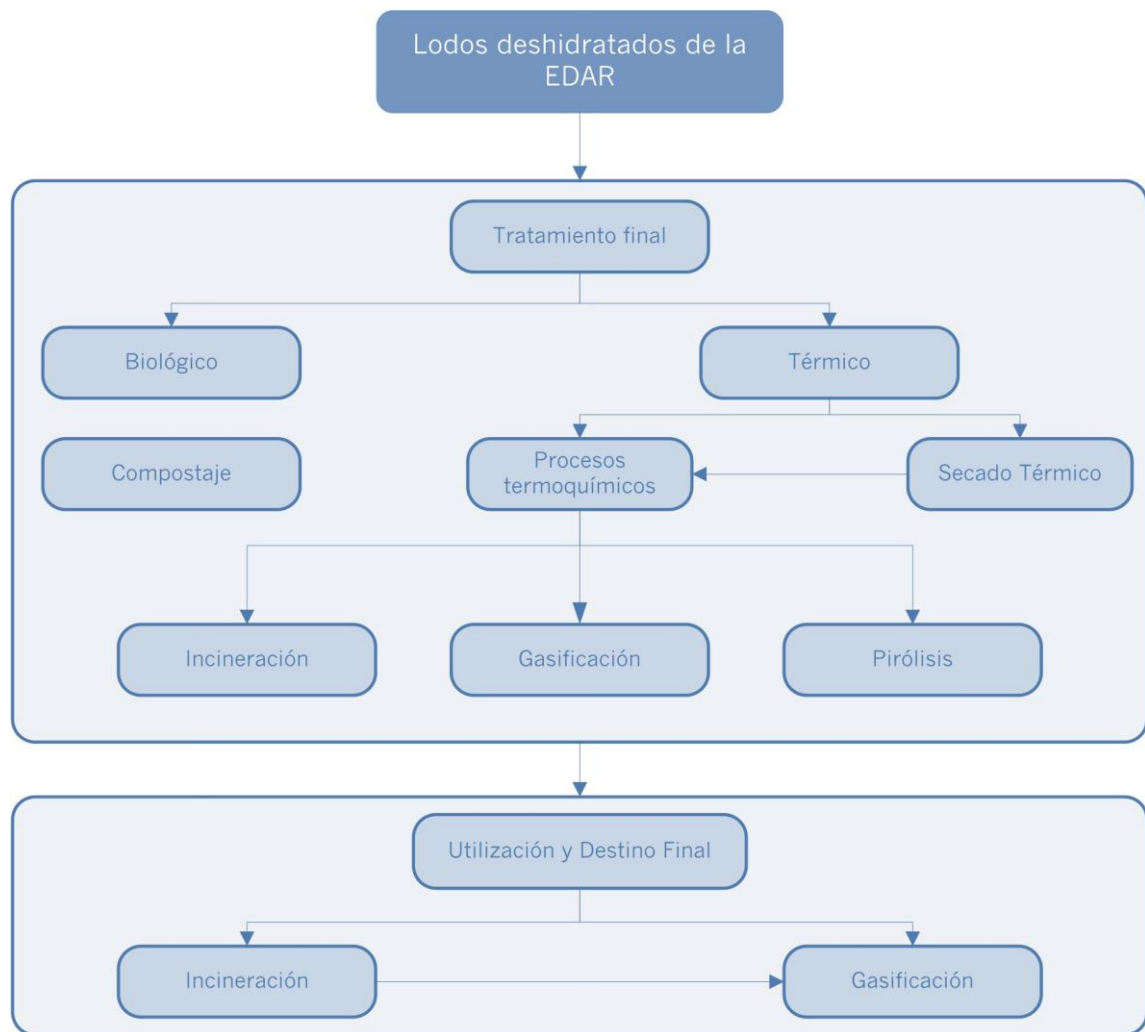 Lodos deshidratados de la
EDAR
Tratamiento final
Biológico
Térmico
Compostaje
Procesos
termoquímicos
Secado Térmico
Incineración
Gasificación
Pirólisis
Utilización y Destino Final
Incineración
Gasificación